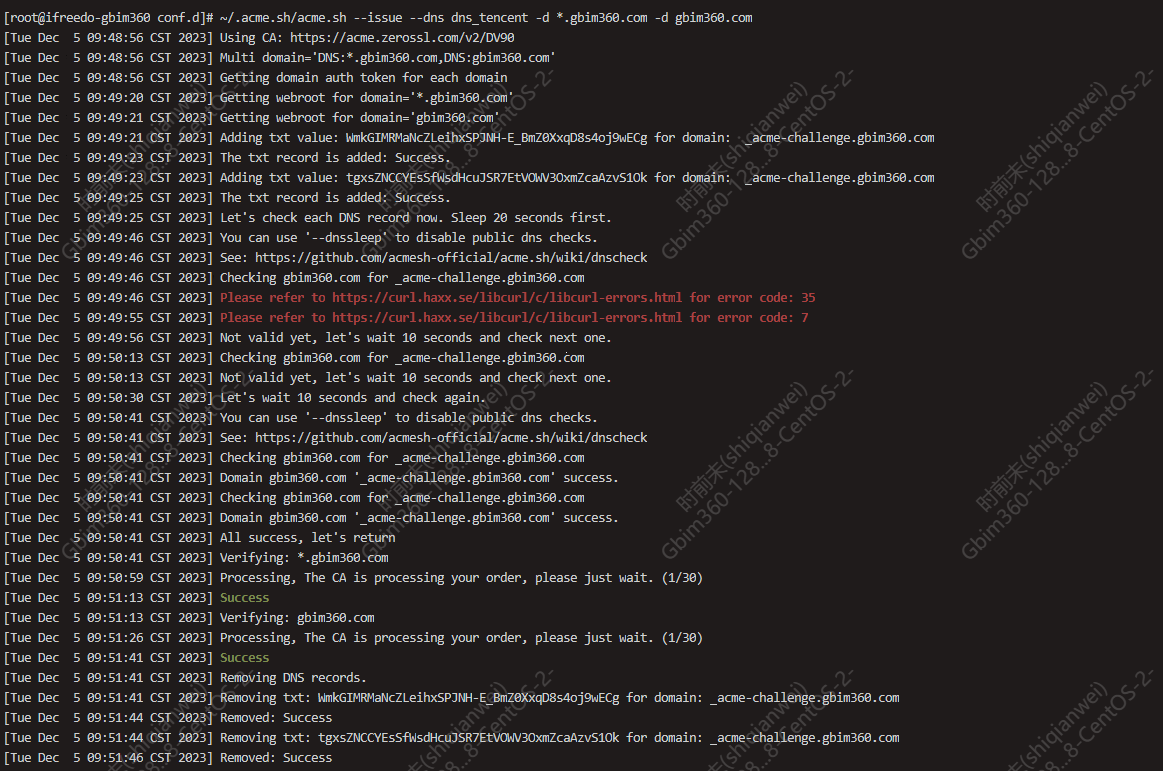 [root@ifreedo-gbim360 conf.d]# ~/.acme.sh/acme.sh --issue --dns dns_tencent -d *.gbim360.com -d gbim360.com
[Tue Dec  5 09:48:56 CST 2023] Using CA: https://acme.zerossl.com/v2/DV90
[Tue Dec  5 09:48:56 CST 2023] Multi domain='DNS:*.gbim360.com,DNS:gbim360.com'
[Tue Dec  5 09:48:56 CST 2023] Getting domain auth token for each domain
[Tue Dec  5 09:49:20 CST 2023] Getting webroot for domain='*.gbim360.com'
[Tue Dec  5 09:49:21 CST 2023] Getting webroot for domain='gbim360.com'
[Tue Dec  5 09:49:21 CST 2023] Adding txt value: WmkGIMRMaNcZLeihxSPJNH-E_BmZ0XxqD8s4oj9wECg for domain:  _acme-challenge.gbim360.com
[Tue Dec  5 09:49:23 CST 2023] The txt record is added: Success.
[Tue Dec  5 09:49:23 CST 2023] Adding txt value: tgxsZNCCYEsSfWsdHcuJSR7EtVOWV3OxmZcaAzvS1Ok for domain:  _acme-challenge.gbim360.com
[Tue Dec  5 09:49:25 CST 2023] The txt record is added: Success.
[Tue Dec  5 09:49:25 CST 2023] Let's check each DNS record now. Sleep 20 seconds first.
[Tue Dec  5 09:49:46 CST 2023] You can use '--dnssleep' to disable public dns checks.
[Tue Dec  5 09:49:46 CST 2023] See: https://github.com/acmesh-official/acme.sh/wiki/dnscheck
[Tue Dec  5 09:49:46 CST 2023] Checking gbim360.com for _acme-challenge.gbim360.com
[Tue Dec  5 09:49:46 CST 2023] Please refer to https://curl.haxx.se/libcurl/c/libcurl-errors.html for error code: 35
[Tue Dec  5 09:49:55 CST 2023] Please refer to https://curl.haxx.se/libcurl/c/libcurl-errors.html for error code: 7
[Tue Dec  5 09:49:56 CST 2023] Not valid yet, let's wait 10 seconds and check next one.
[Tue Dec  5 09:50:13 CST 2023] Checking gbim360.com for _acme-challenge.gbim360.com
[Tue Dec  5 09:50:13 CST 2023] Not valid yet, let's wait 10 seconds and check next one.
[Tue Dec  5 09:50:30 CST 2023] Let's wait 10 seconds and check again.
[Tue Dec  5 09:50:41 CST 2023] You can use '--dnssleep' to disable public dns checks.
[Tue Dec  5 09:50:41 CST 2023] See: https://github.com/acmesh-official/acme.sh/wiki/dnscheck
[Tue Dec  5 09:50:41 CST 2023] Checking gbim360.com for _acme-challenge.gbim360.com
[Tue Dec  5 09:50:41 CST 2023] Domain gbim360.com '_acme-challenge.gbim360.com' success.
[Tue Dec  5 09:50:41 CST 2023] Checking gbim360.com for _acme-challenge.gbim360.com
[Tue Dec  5 09:50:41 CST 2023] Domain gbim360.com '_acme-challenge.gbim360.com' success.
[Tue Dec  5 09:50:41 CST 2023] All success, let's return
[Tue Dec  5 09:50:41 CST 2023] Verifying: *.gbim360.com
[Tue Dec  5 09:50:59 CST 2023] Processing, The CA is processing your order, please just wait. (1/30)
[Tue Dec  5 09:51:13 CST 2023] Success
[Tue Dec  5 09:51:13 CST 2023] Verifying: gbim360.com
[Tue Dec  5 09:51:26 CST 2023] Processing, The CA is processing your order, please just wait. (1/30)
[Tue Dec  5 09:51:41 CST 2023] Success
[Tue Dec  5 09:51:41 CST 2023] Removing DNS records.
[Tue Dec  5 09:51:41 CST 2023] Removing txt: WmkGIMRMaNcZLeihxSPJNH-E_BmZ0XxqD8s4oj9wECg for domain: _acme-challenge.gbim360.com
[Tue Dec  5 09:51:44 CST 2023] Removed: Success
[Tue Dec  5 09:51:44 CST 2023] Removing txt: tgxsZNCCYEsSfWsdHcuJSR7EtVOWV3OxmZcaAzvS1Ok for domain: _acme-challenge.gbim360.com
[Tue Dec  5 09:51:46 CST 2023] Removed: Success
时前未(shiqianwei)
Gbim360-128...8-CentOS-2-